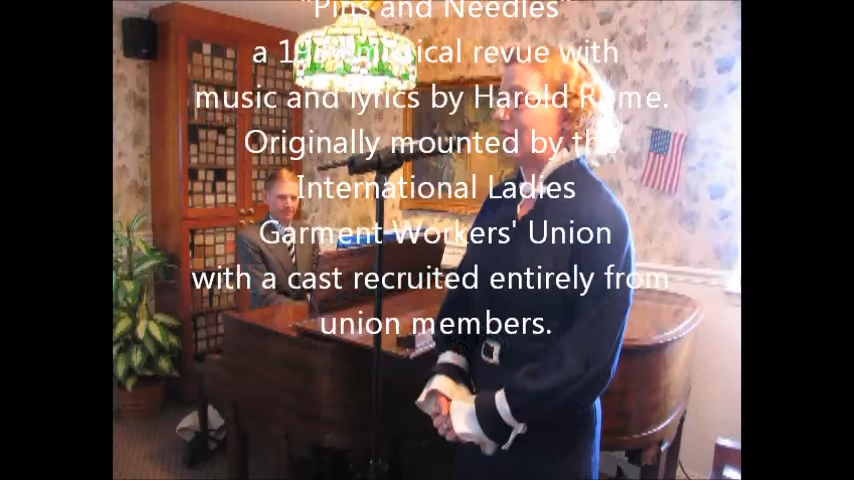 "Pins and Needles"
a musical revue with
music and lyrics by Harold Rome.
Originally mounted by the
International Ladies
Garment Workers' Union
with a cast recruited entirely from
union members.